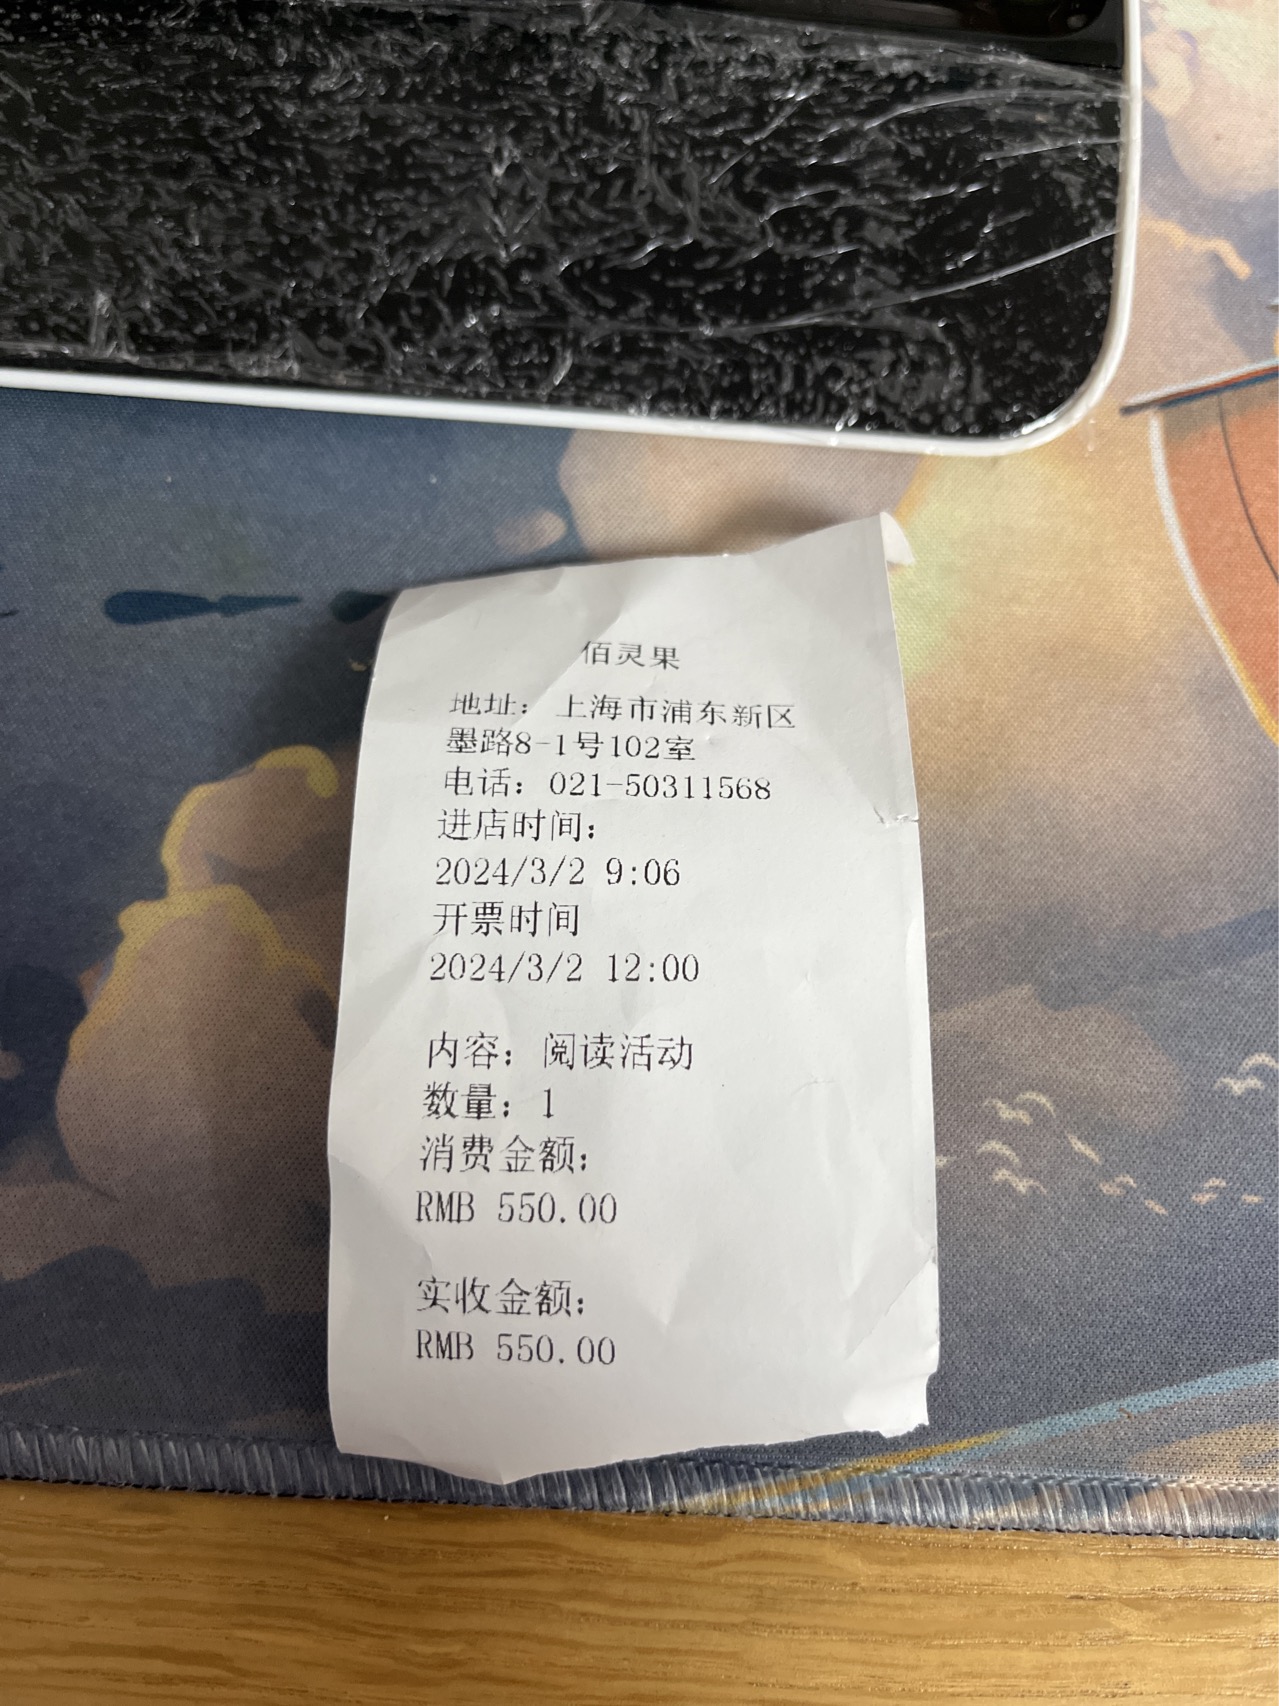 佰灵果
地址：上海市浦东新区
墨路8-1号102室
电话：021-50311568
进店时间：
2024/3/2 9:06
开票时间
2024/3/2 12:00
内容：阅读活动
数量：1
消费金额：
RMB 550.00
实收金额：
RMB 550.00